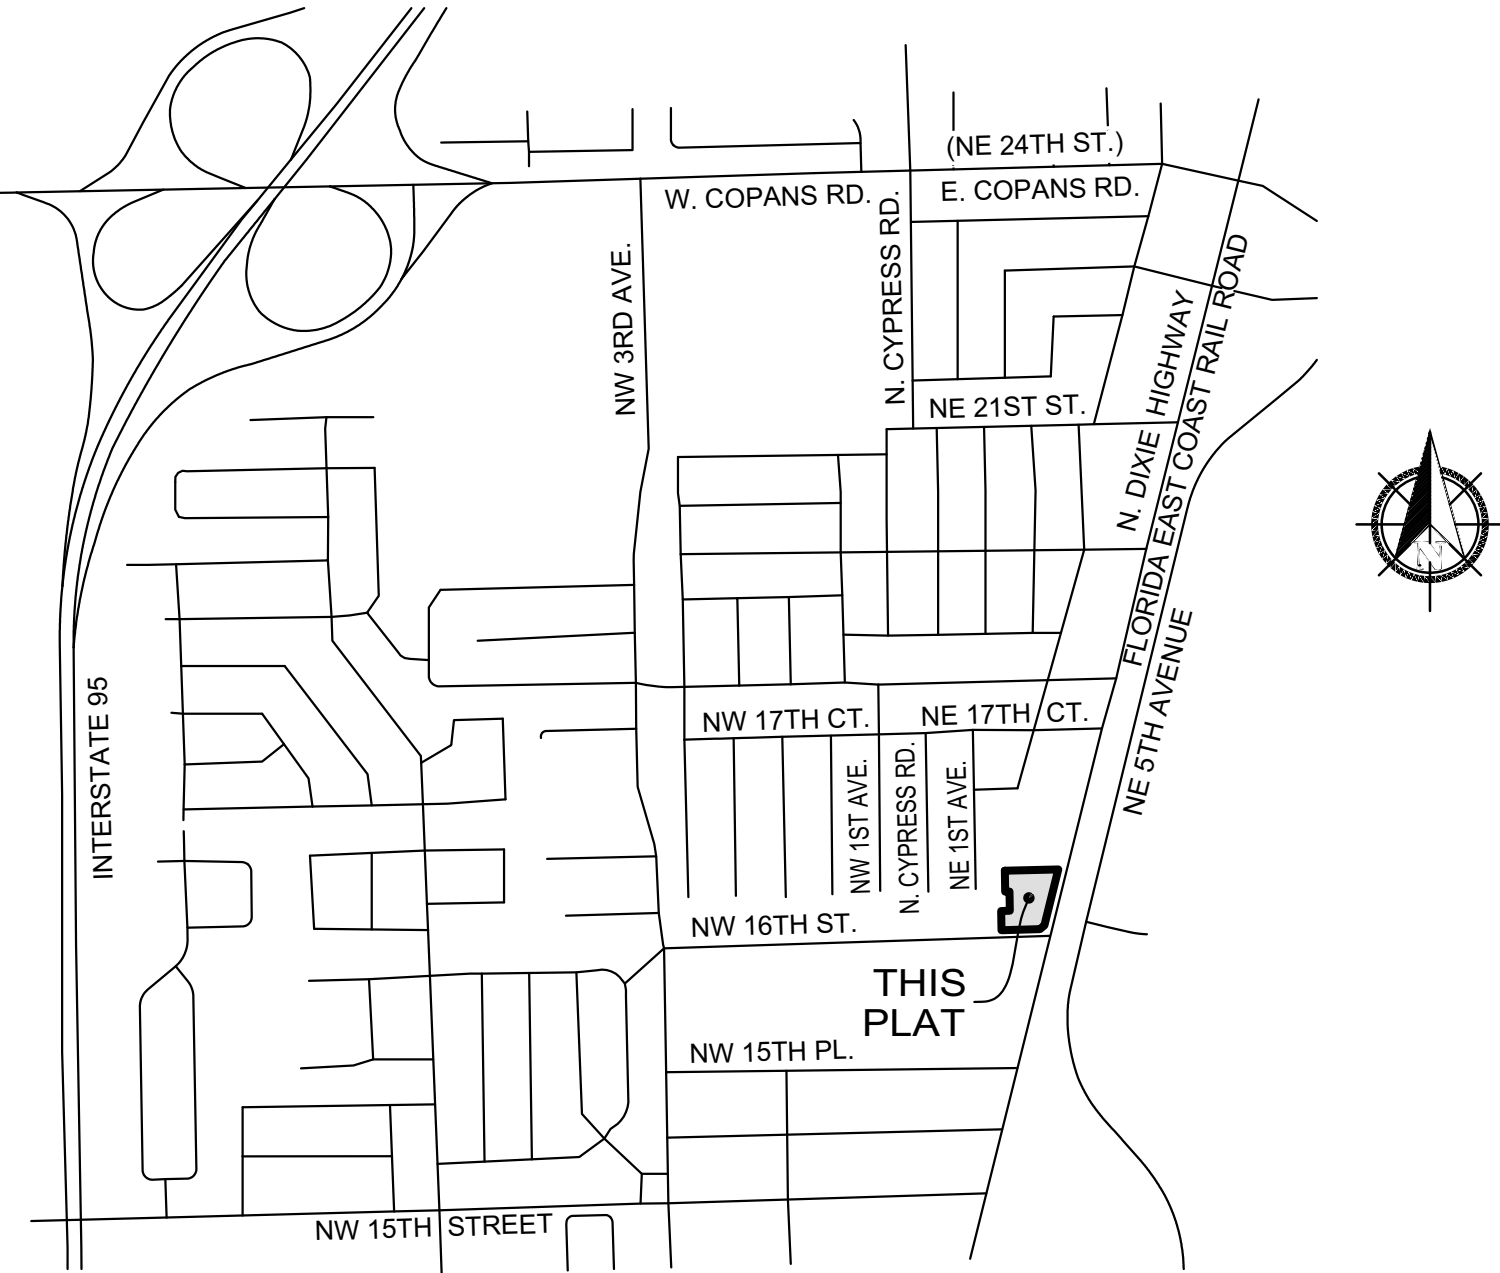 (NE 24TH ST.)
W. COPANS RD.
E. COPANS RD.
NW 3RD AVE.
N. CYPRESS RD.
NE 21ST ST.
N. DIXIE HIGHWAY
FLORIDA EAST COAST RAIL ROAD
NE 5TH AVENUE
N
INTERSTATE 95
NW 17TH CT.
NE 17TH CT.
NW 1ST AVE.
N. CYPRESS RD.
NE 1ST AVE.
NW 16TH ST.
THIS
PLAT
NW 15TH PL.
NW 15TH STREET